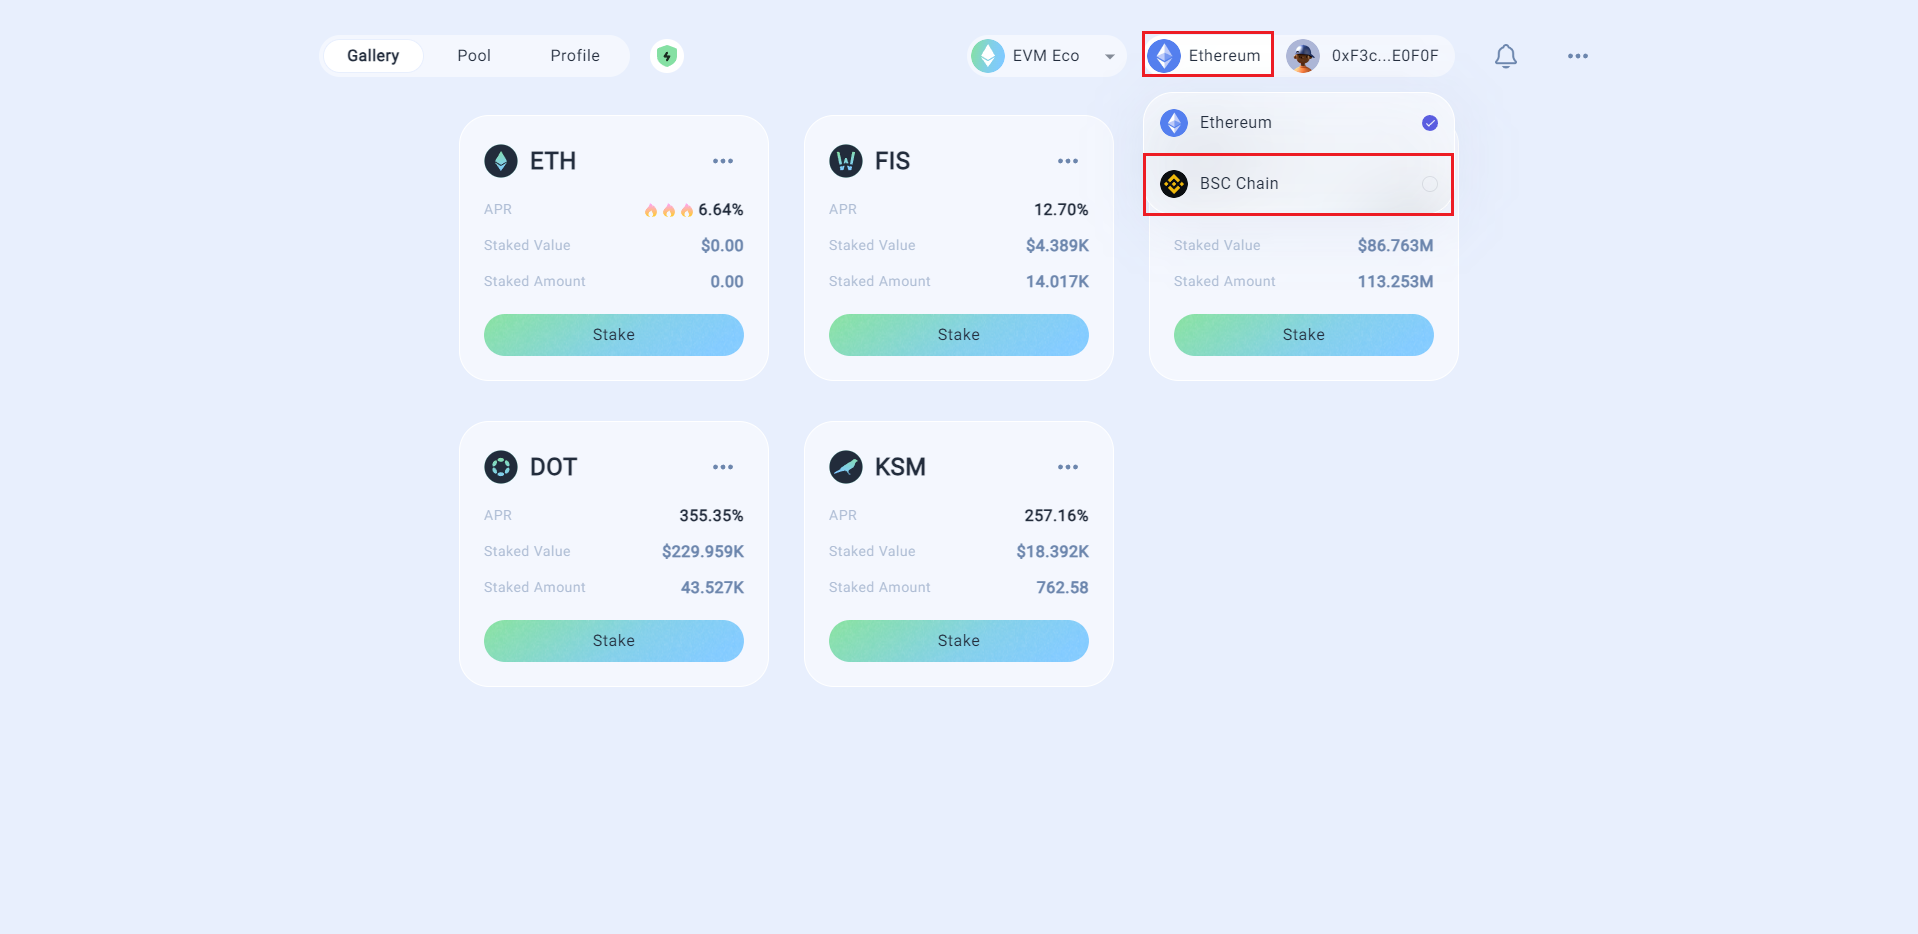 Gallery Pool Profile EVM Eco Ethereum 0xF3c...E0F0F
Ethereum
BSC Chain
ETH
APR 6.64%
Staked Value $0.00
Staked Amount 0.00
Stake
FIS
APR 12.70%
Staked Value $4.389K
Staked Amount 14.017K
Stake
Staked Value $86.763M
Staked Amount 113.253M
Stake
DOT
APR 355.35%
Staked Value $229.959K
Staked Amount 43.527K
Stake
KSM
APR 257.16%
Staked Value $18.392K
Staked Amount 762.58
Stake